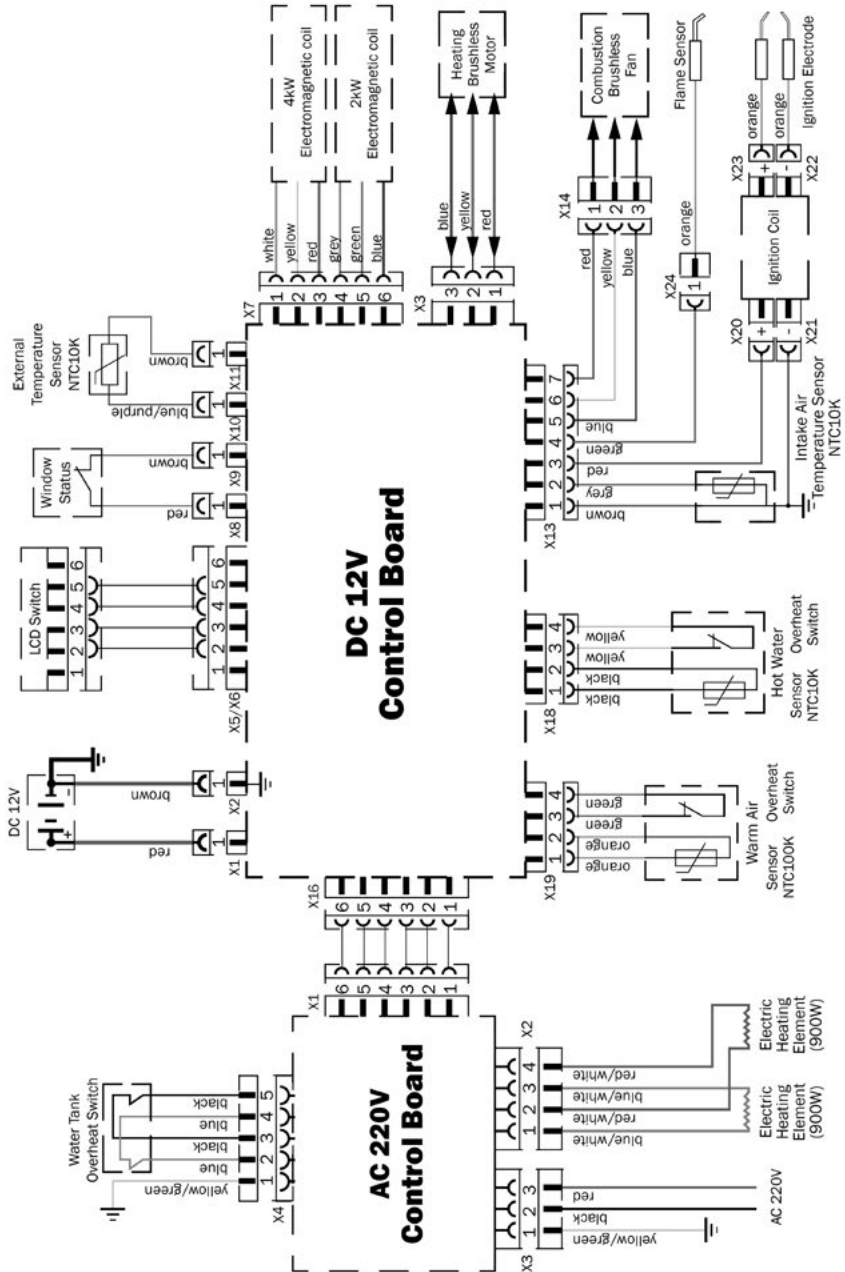 4kW
Electromagnetic coil
2kW
Electromagnetic coil
Heating
Brushless
Motor
Combustion
Brushless
Fan
Flame Sensor
Ignition Electrode
white
yellow
red
grey
green
blue
X7
1
2
3
4
5
6
blue
yellow
red
X3
3
2
1
X14
1
2
3
red
yellow
blue
X24
1
orange
X23
orange
+
-
orange
X22
Ignition Coil
X20
+
-
X21
External
Temperature
Sensor
NTC10K
brown
1
X11
blue/purple
1
X10
Window
Status
brown
1
X9
red
1
X8
LCD Switch
1
2
3
4
5
6
1
2
3
4
5
6
X5/X6
DC 12V
+
-
brown
1
X2
red
1
X1
DC 12V
Control Board
X13
1
2
3
4
5
6
7
brown
grey
red
green
blue
Intake Air
Temperature Sensor
NTC10K
X18
1
2
3
4
black
black
yellow
yellow
Hot Water
Sensor
NTC10K
Overheat
Switch
X19
1
2
3
4
orange
orange
green
green
Warm Air
Sensor
NTC100K
Overheat
Switch
X16
6
5
4
3
2
1
X1
6
5
4
3
2
1
AC 220V
Control Board
Water Tank
Overheat Switch
X4
1
2
3
4
5
yellow/green
blue
black
blue
black
X2
1
2
3
4
blue/white
red/white
blue/white
red/white
Electric
Heating
Element
(900W)
Electric
Heating
Element
(900W)
X3
1
2
3
yellow/green
black
red
AC 220V